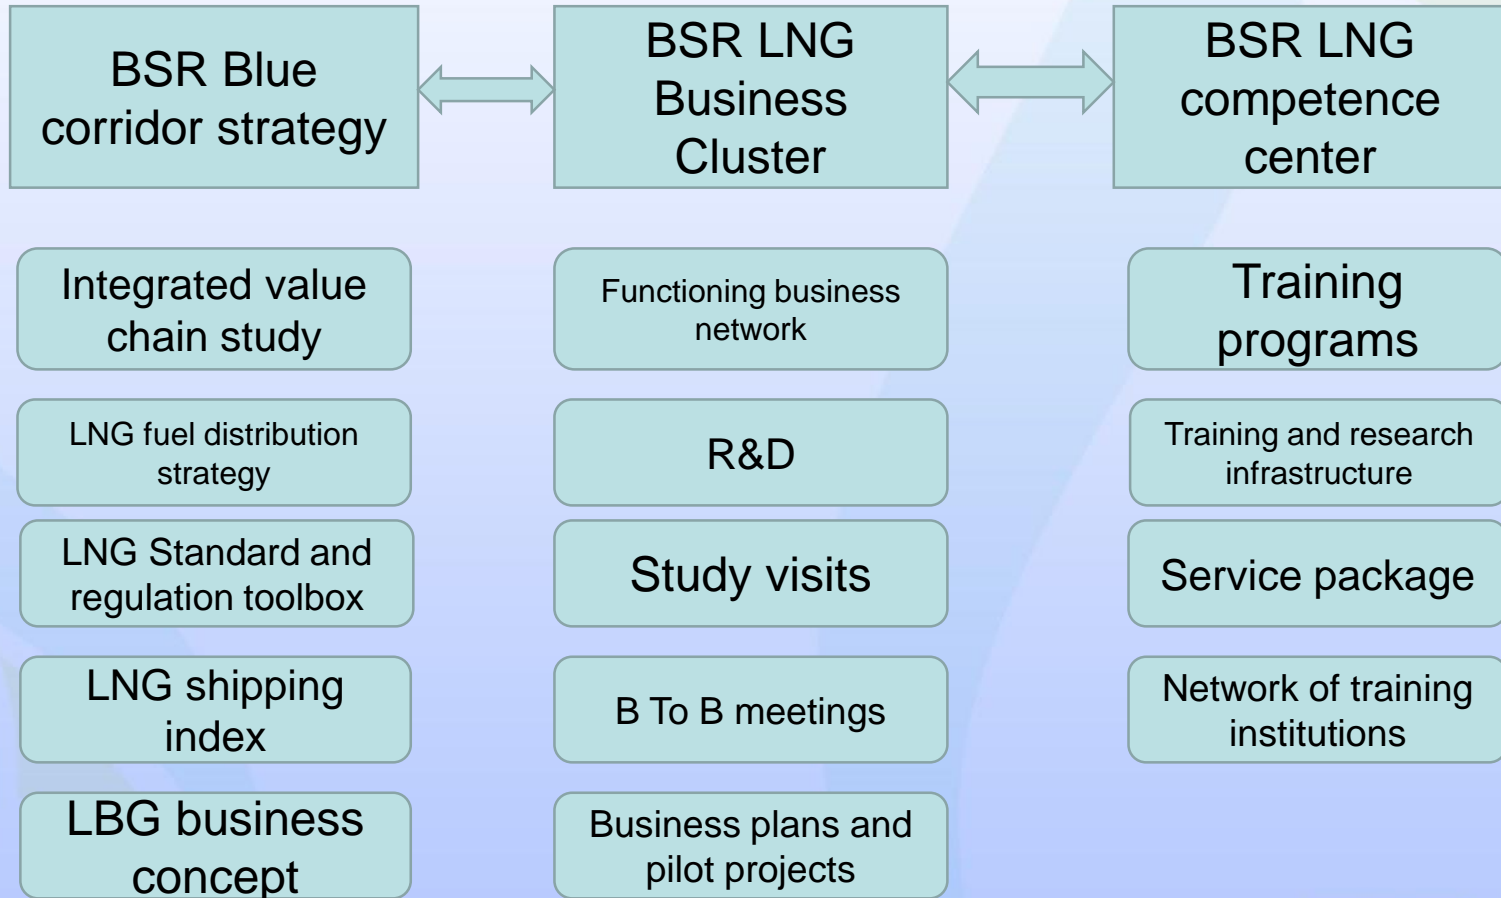 BSR Blue
corridor strategy
BSR LNG
Business
Cluster
BSR LNG
competence
center
Integrated value
chain study
Functioning business
network
Training
programs
LNG fuel distribution
strategy
R&D
Training and research
infrastructure
LNG Standard and
regulation toolbox
Study visits
Service package
LNG shipping
index
B To B meetings
Network of training
institutions
LBG business
concept
Business plans and
pilot projects